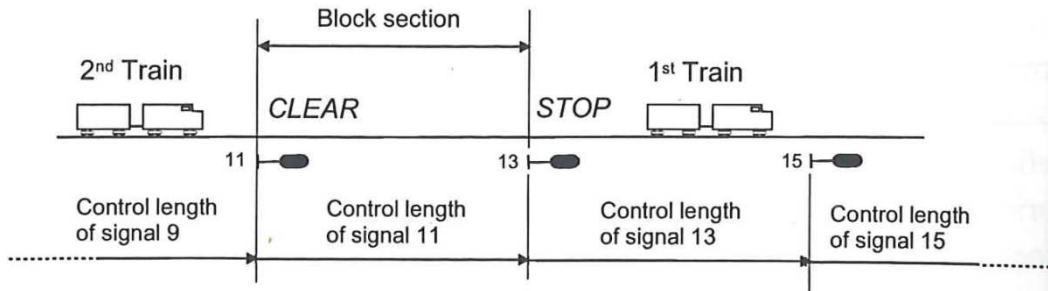 Block section
2nd Train
1st Train
CLEAR
STOP
11
13
15
Control length
of signal 9
Control length
of signal 11
Control length
of signal 13
Control length
of signal 15